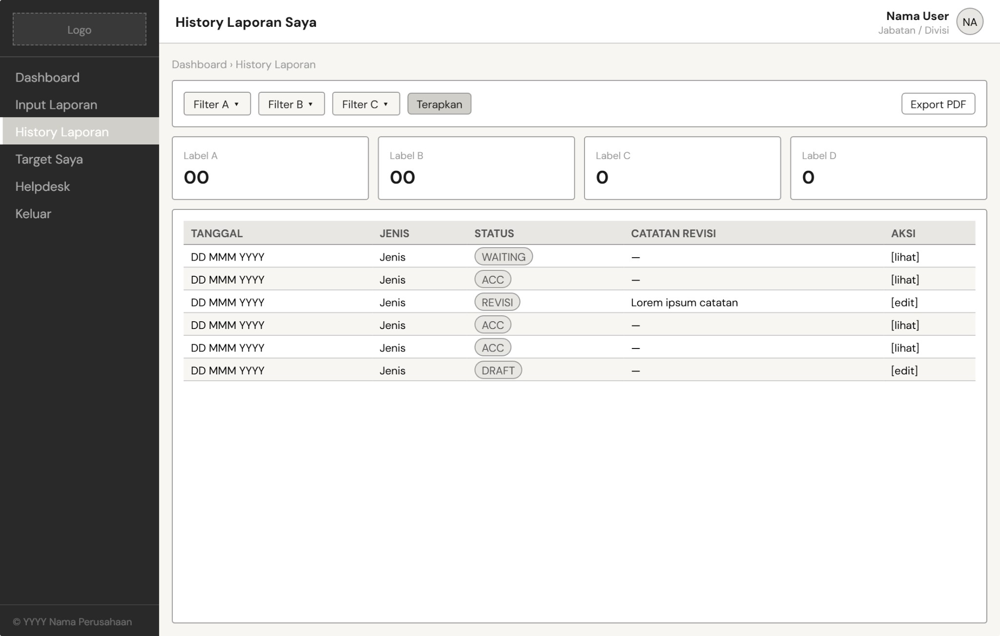 Logo
Dashboard
Input Laporan
History Laporan
Target Saya
Helpdesk
Keluar
© YYYY Nama Perusahaan
History Laporan Saya
Nama User
Jabatan / Divisi
NA
Dashboard › History Laporan
Filter A ▾ Filter B ▾ Filter C ▾ Terapkan Export PDF
Label A
00
Label B
00
Label C
0
Label D
0
TANGGAL JENIS STATUS CATATAN REVISI AKSI
DD MMM YYYY Jenis WAITING — [lihat]
DD MMM YYYY Jenis ACC — [lihat]
DD MMM YYYY Jenis REVISI Lorem ipsum catatan [edit]
DD MMM YYYY Jenis ACC — [lihat]
DD MMM YYYY Jenis ACC — [lihat]
DD MMM YYYY Jenis DRAFT — [edit]